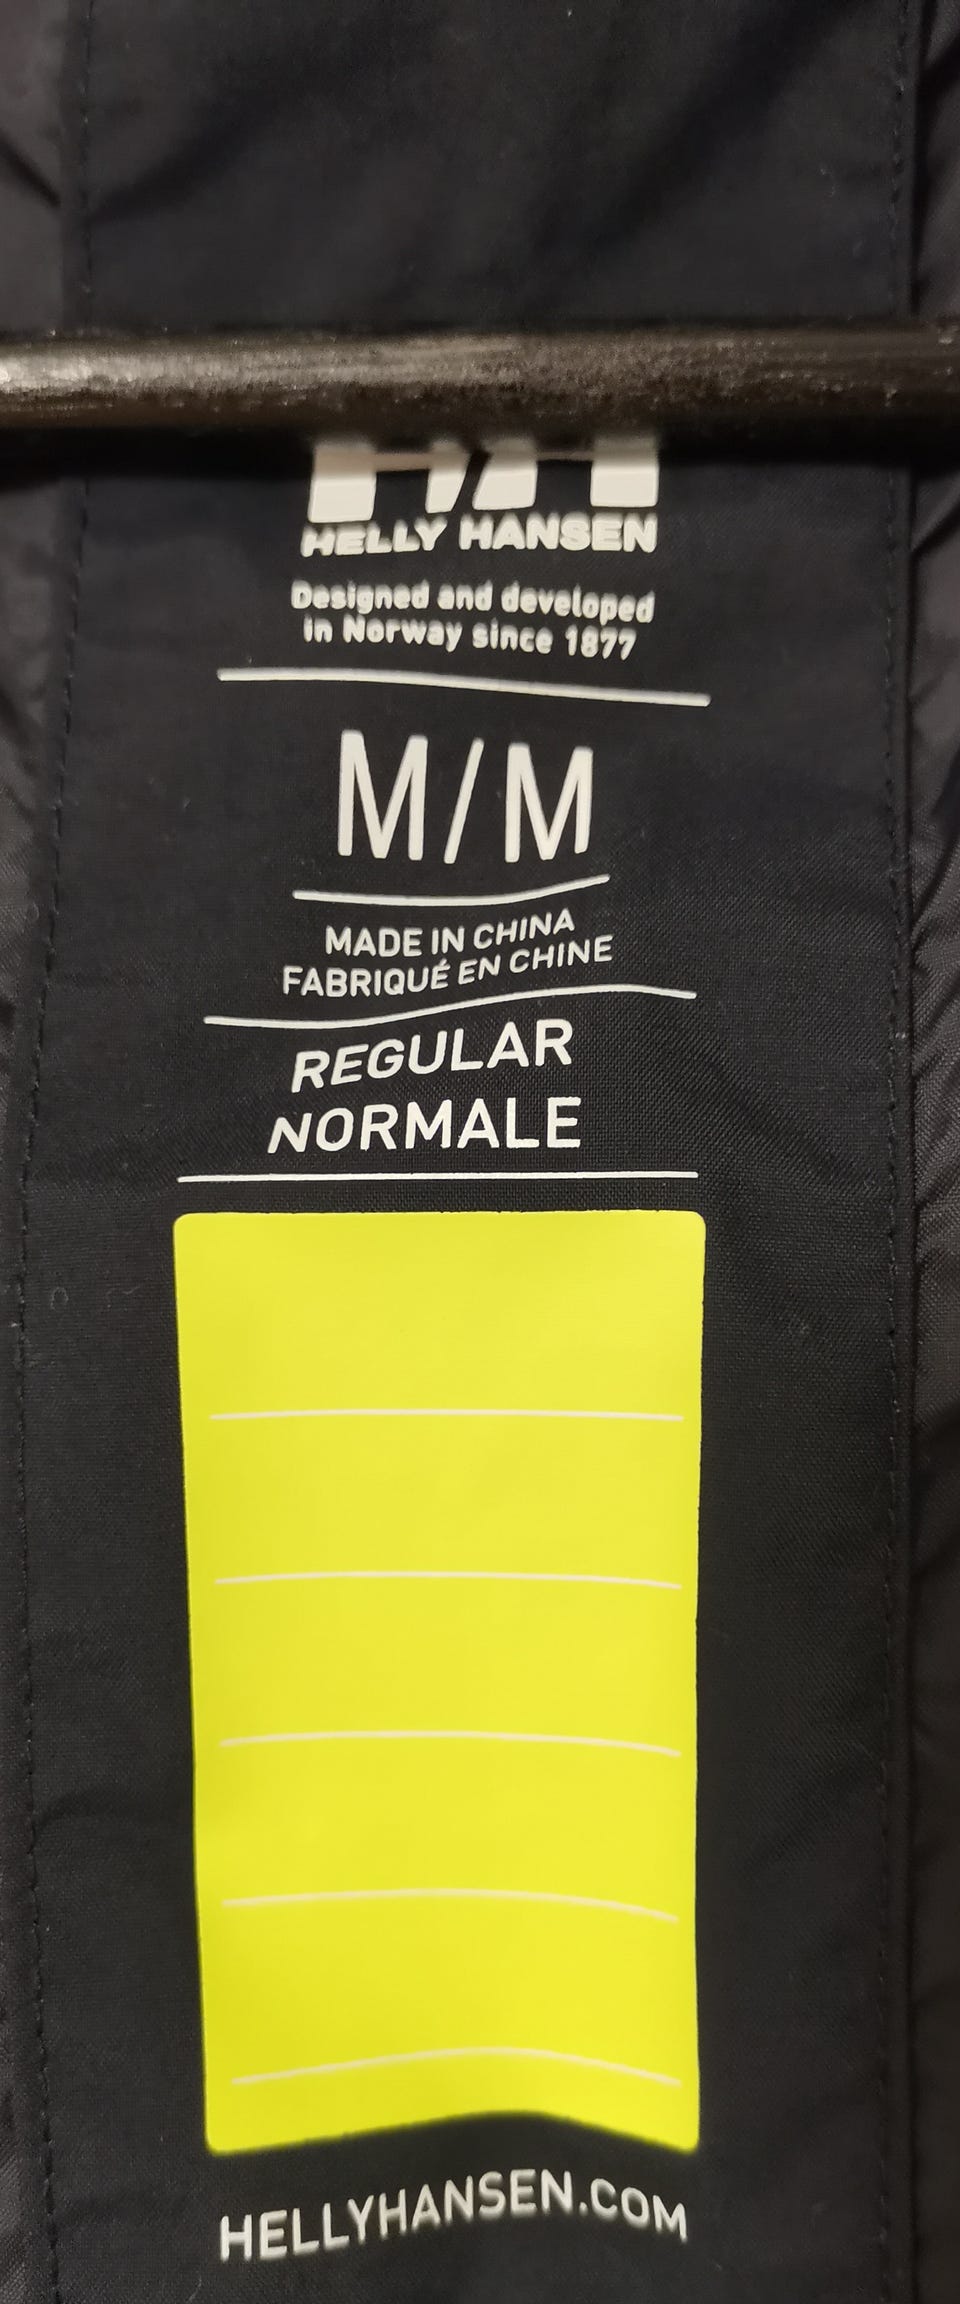 HH
HELLY HANSEN
Designed and developed
in Norway since 1877
M/M
MADE IN CHINA
FABRIQUÉ EN CHINE
REGULAR
NORMALE
HELLYHANSEN.COM